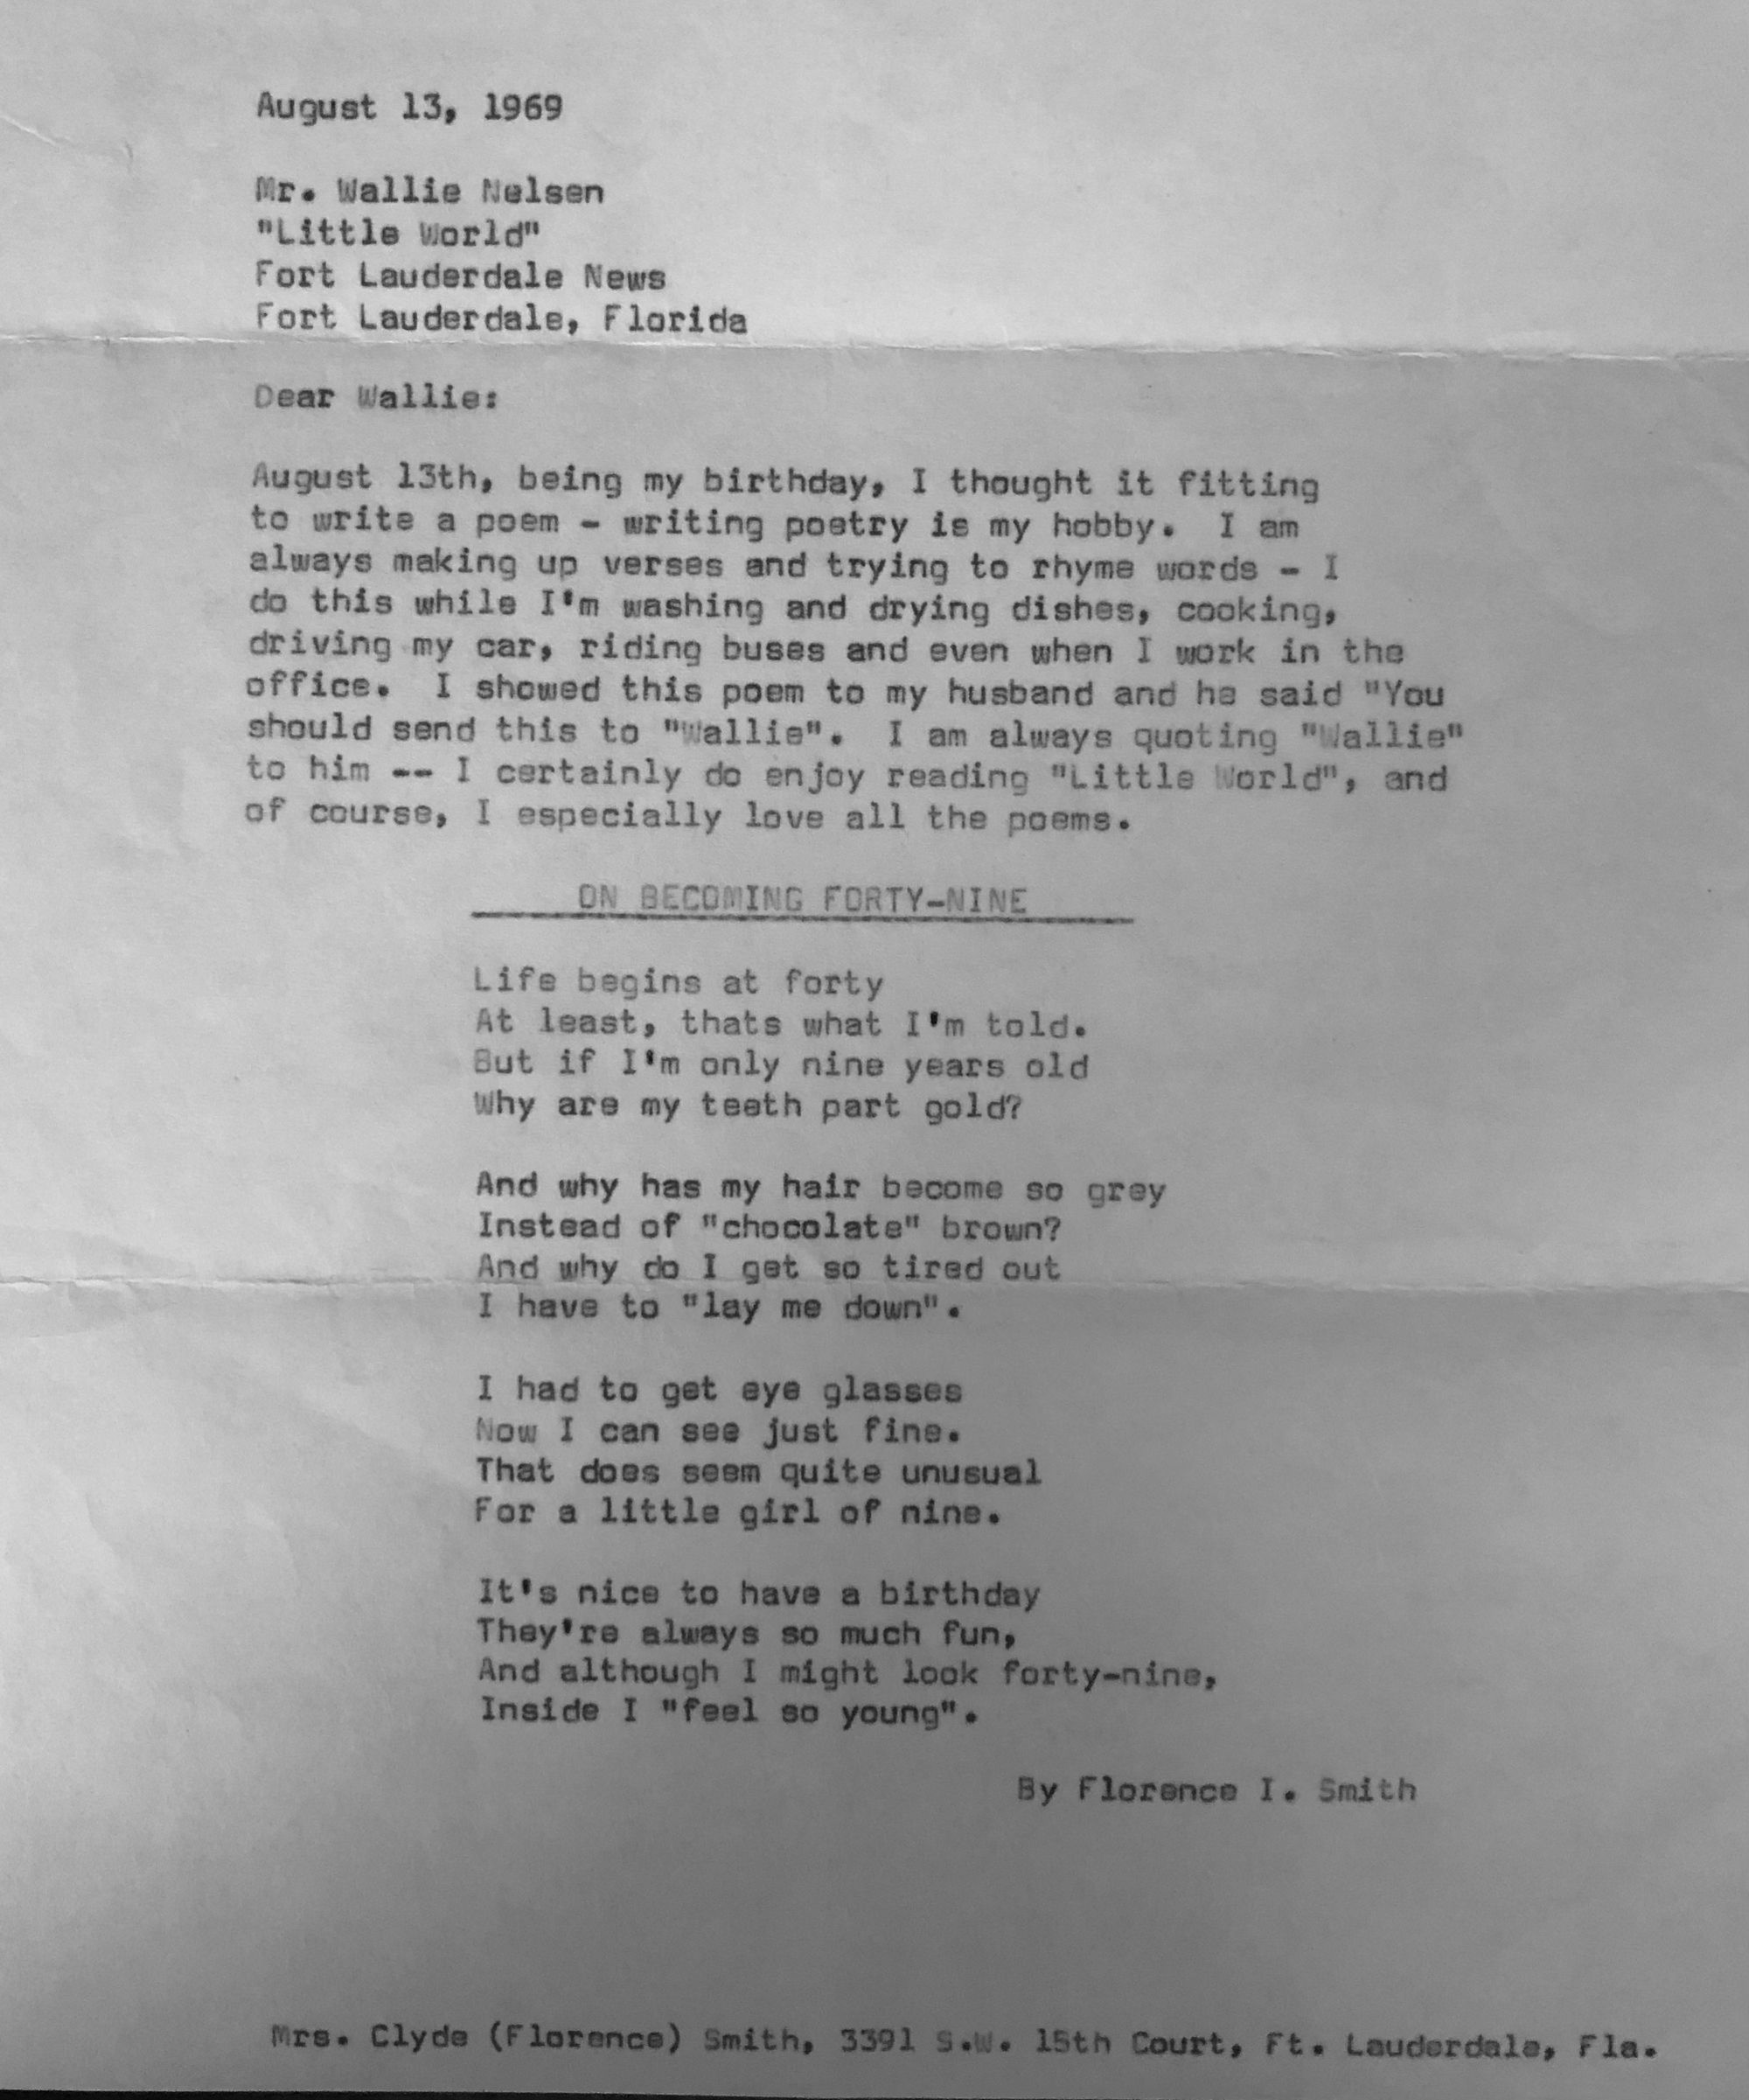 August 13, 1969
Mr. Wallie Nelsen
"Little World"
Fort Lauderdale News
Fort Lauderdale, Florida
Dear Wallie:
August 13th, being my birthday, I thought it fitting
to write a poem - writing poetry is my hobby.  I am
always making up verses and trying to rhyme words - I
do this while I'm washing and drying dishes, cooking,
driving my car, riding buses and even when I work in the
office.  I showed this poem to my husband and he said "You
should send this to "Wallie".  I am always quoting "Wallie"
to him -- I certainly do enjoy reading "Little World", and
of course, I especially love all the poems.
ON BECOMING FORTY-NINE
Life begins at forty
At least, thats what I'm told.
But if I'm only nine years old
Why are my teeth part gold?
And why has my hair become so grey
Instead of "chocolate" brown?
And why do I get so tired out
I have to "lay me down".
I had to get eye glasses
Now I can see just fine.
That does seem quite unusual
For a little girl of nine.
It's nice to have a birthday
They're always so much fun,
And although I might look forty-nine,
Inside I "feel so young".
By Florence I. Smith
Mrs. Clyde (Florence) Smith, 3391 S.W. 15th Court, Ft. Lauderdale, Fla.